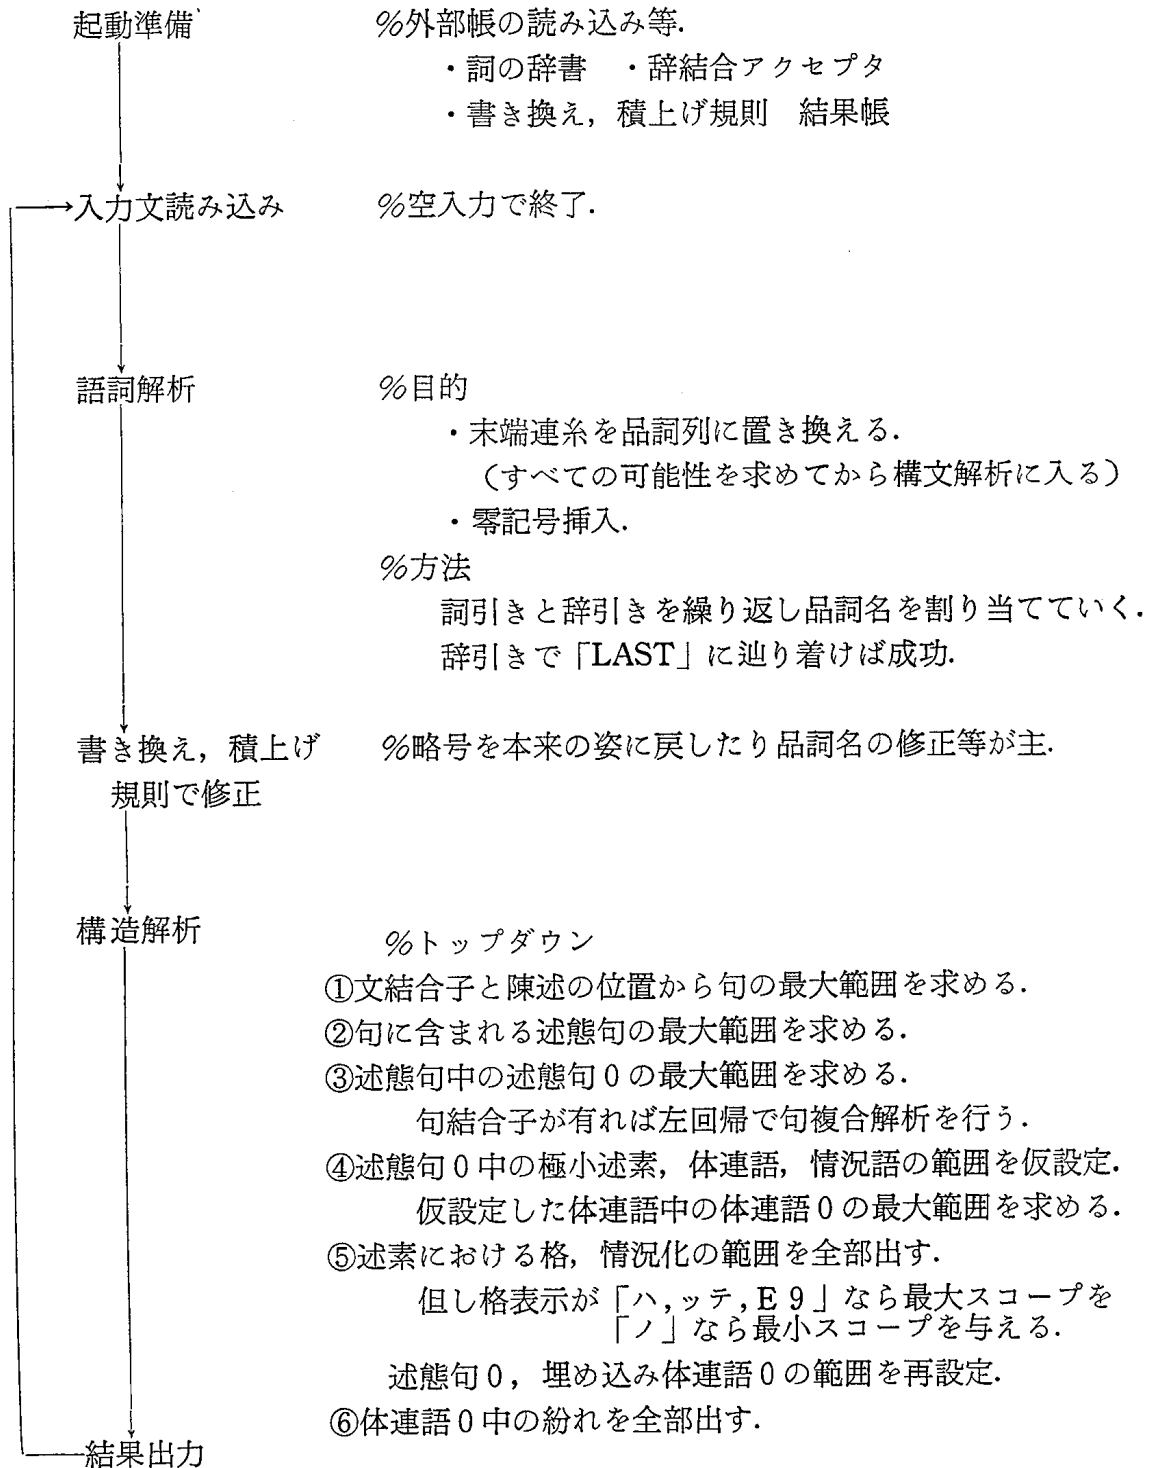 起動準備 %外部帳の読み込み等.
・詞の辞書 ・辞結合アクセプタ
・書き換え，積上げ規則 結果帳
入力文読み込み %空入力で終了.
語詞解析 %目的
・末端連糸を品詞列に置き換える.
（すべての可能性を求めてから構文解析に入る）
・零記号挿入.
%方法
詞引きと辞引きを繰り返し品詞名を割り当てていく.
辞引きで「LAST」に辿り着けば成功.
書き換え，積上げ %略号を本来の姿に戻したり品詞名の修正等が主.
規則で修正
構造解析
%トップダウン
①文結合子と陳述の位置から句の最大範囲を求める.
②句に含まれる述態句の最大範囲を求める.
③述態句中の述態句0の最大範囲を求める.
句結合子が有れば左回帰で句複合解析を行う.
④述態句0中の極小述素，体連語，情況語の範囲を仮設定.
仮設定した体連語中の体連語0の最大範囲を求める.
⑤述素における格，情況化の範囲を全部出す.
但し格表示が「ハ,ッテ,E9」なら最大スコープを
「ノ」なら最小スコープを与える.
述態句0，埋め込み体連語0の範囲を再設定.
⑥体連語0中の紛れを全部出す.
結果出力